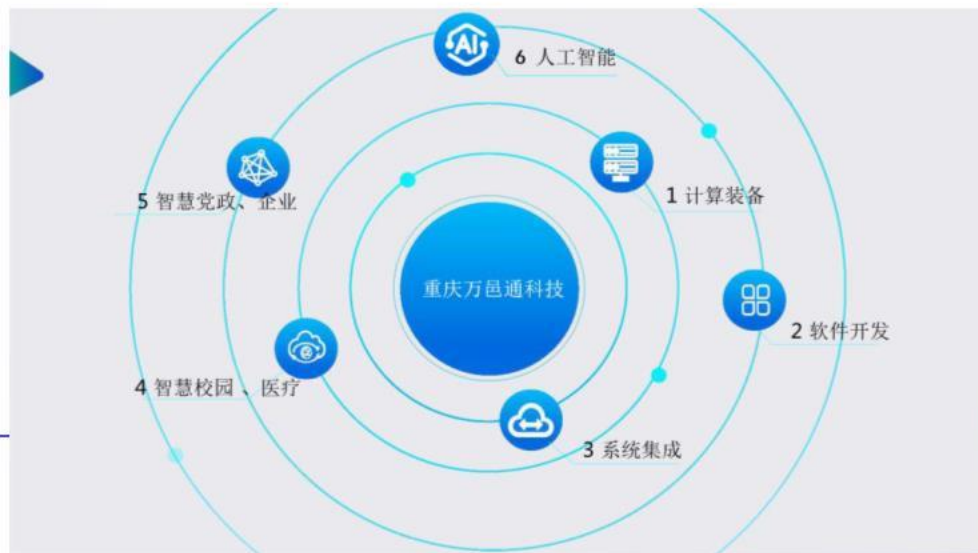 AI
6 人工智能
1 计算装备
5 智慧党政、企业
重庆万邑通科技
2 软件开发
4 智慧校园 、医疗
3 系统集成